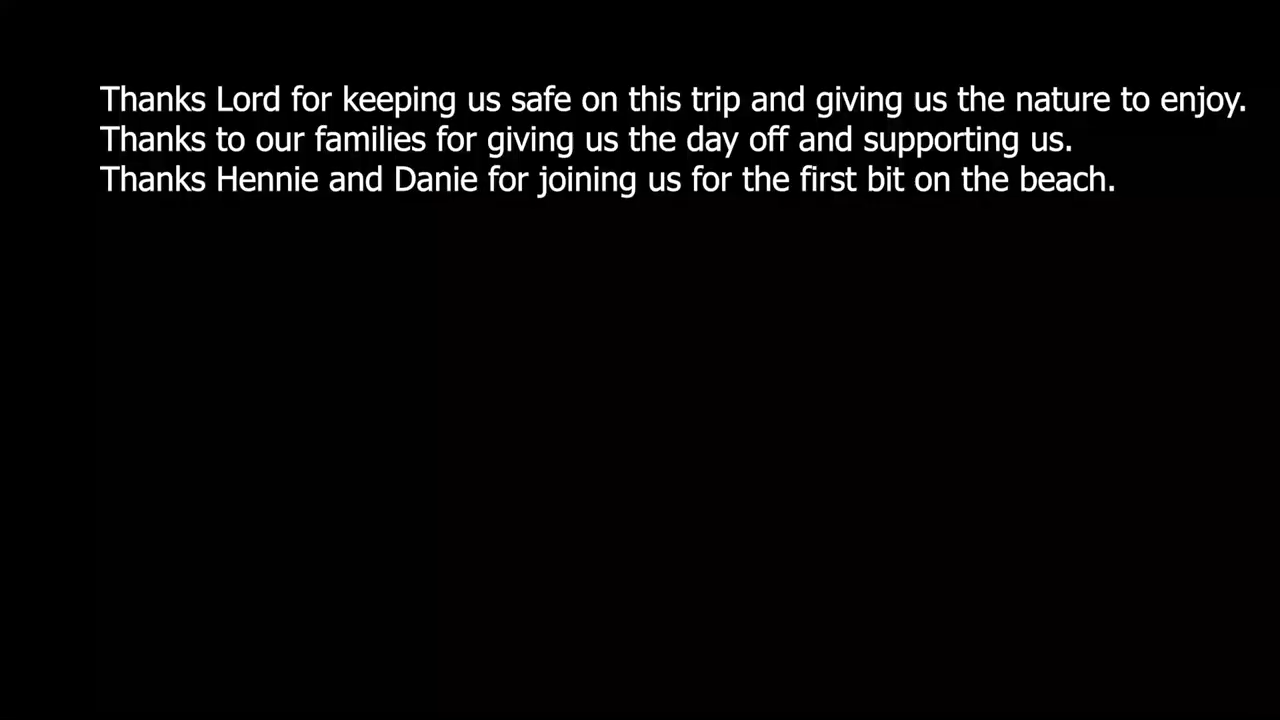 Thanks Lord for keeping us safe on this trip and giving us the nature to enjoy.
Thanks to our families for giving us the day off and supporting us.
Thanks Hennie and Danie for joining us for the first bit on the beach.